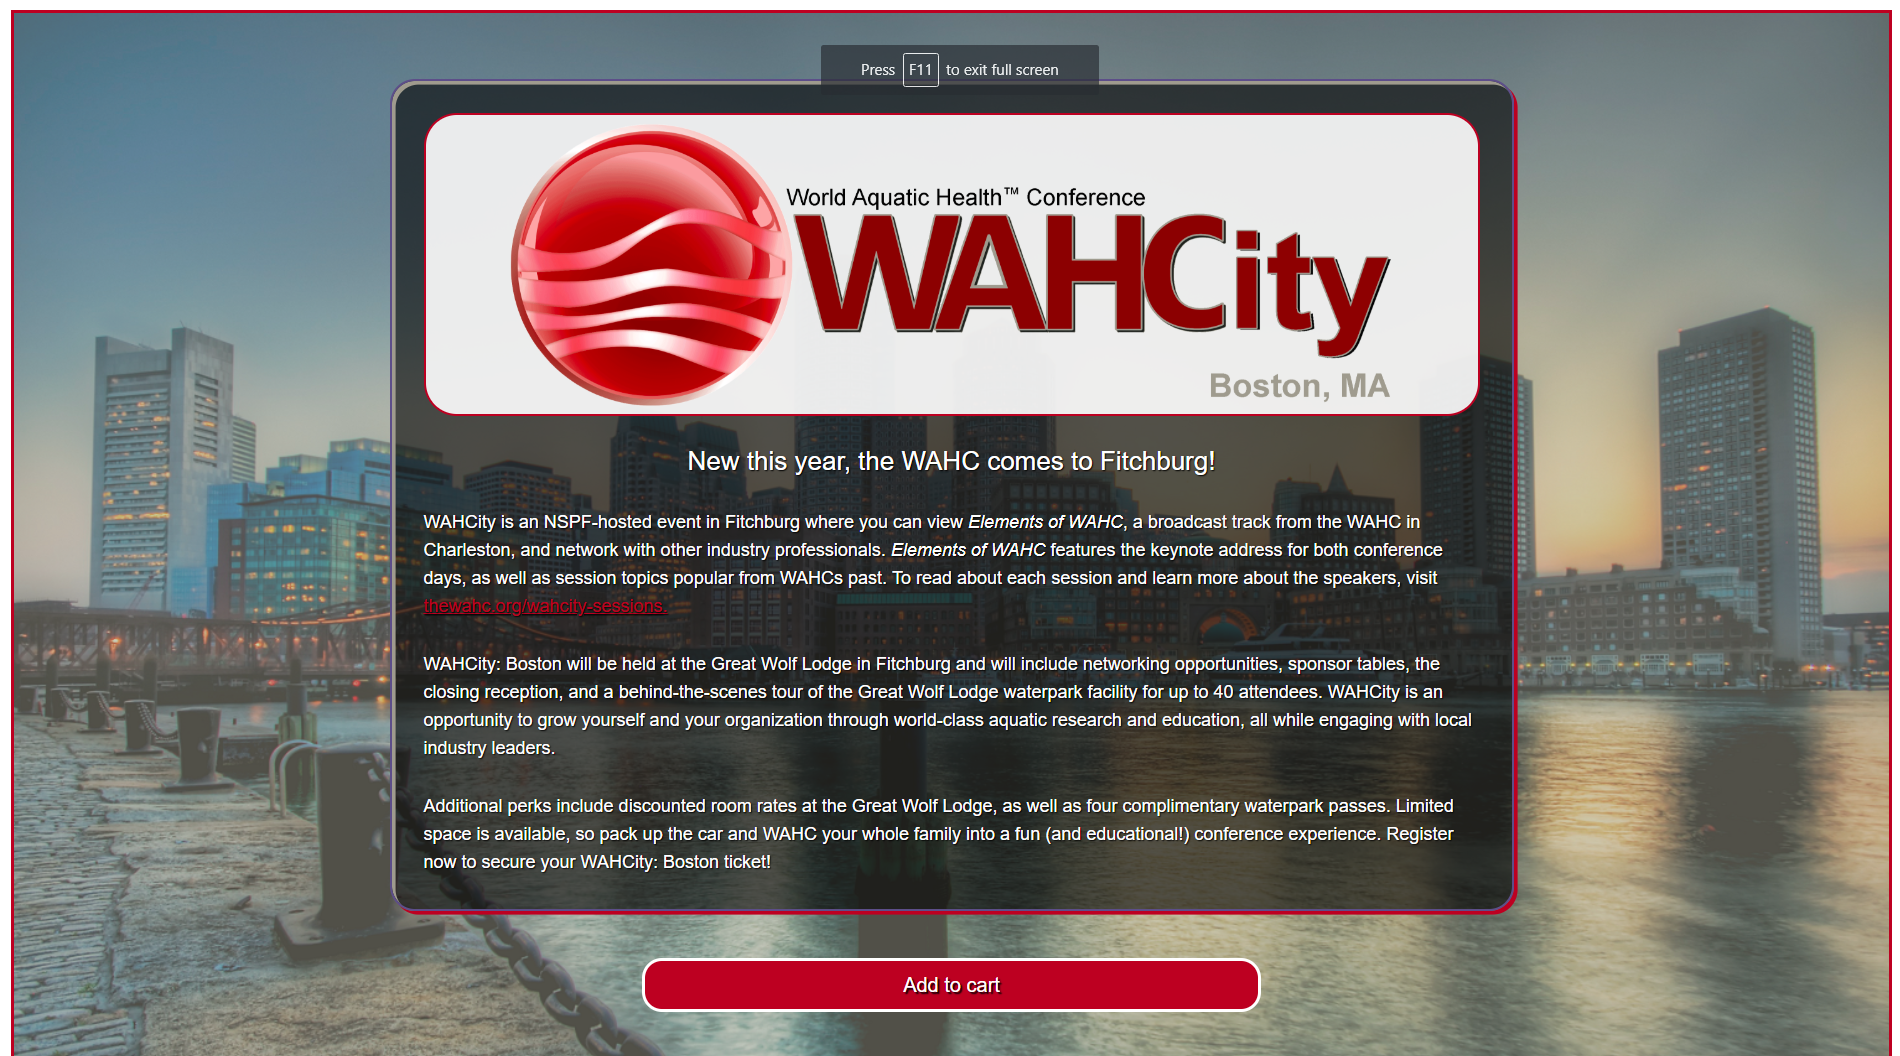 Press F11 to exit full screen
World Aquatic Health™ Conference
WAHCity
Boston, MA
New this year, the WAHC comes to Fitchburg!
WAHCity is an NSPF-hosted event in Fitchburg where you can view Elements of WAHC, a broadcast track from the WAHC in
Charleston, and network with other industry professionals. Elements of WAHC features the keynote address for both conference
days, as well as session topics popular from WAHCs past. To read about each session and learn more about the speakers, visit
thewahc.org/wahcity-sessions.
WAHCity: Boston will be held at the Great Wolf Lodge in Fitchburg and will include networking opportunities, sponsor tables, the
closing reception, and a behind-the-scenes tour of the Great Wolf Lodge waterpark facility for up to 40 attendees. WAHCity is an
opportunity to grow yourself and your organization through world-class aquatic research and education, all while engaging with local
industry leaders.
Additional perks include discounted room rates at the Great Wolf Lodge, as well as four complimentary waterpark passes. Limited
space is available, so pack up the car and WAHC your whole family into a fun (and educational!) conference experience. Register
now to secure your WAHCity: Boston ticket!
Add to cart